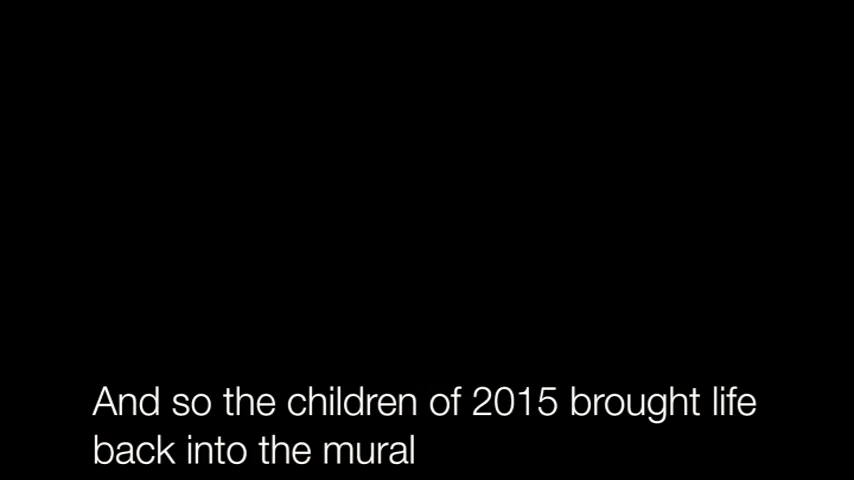 And so the children of 2015 brought life
back into the mural